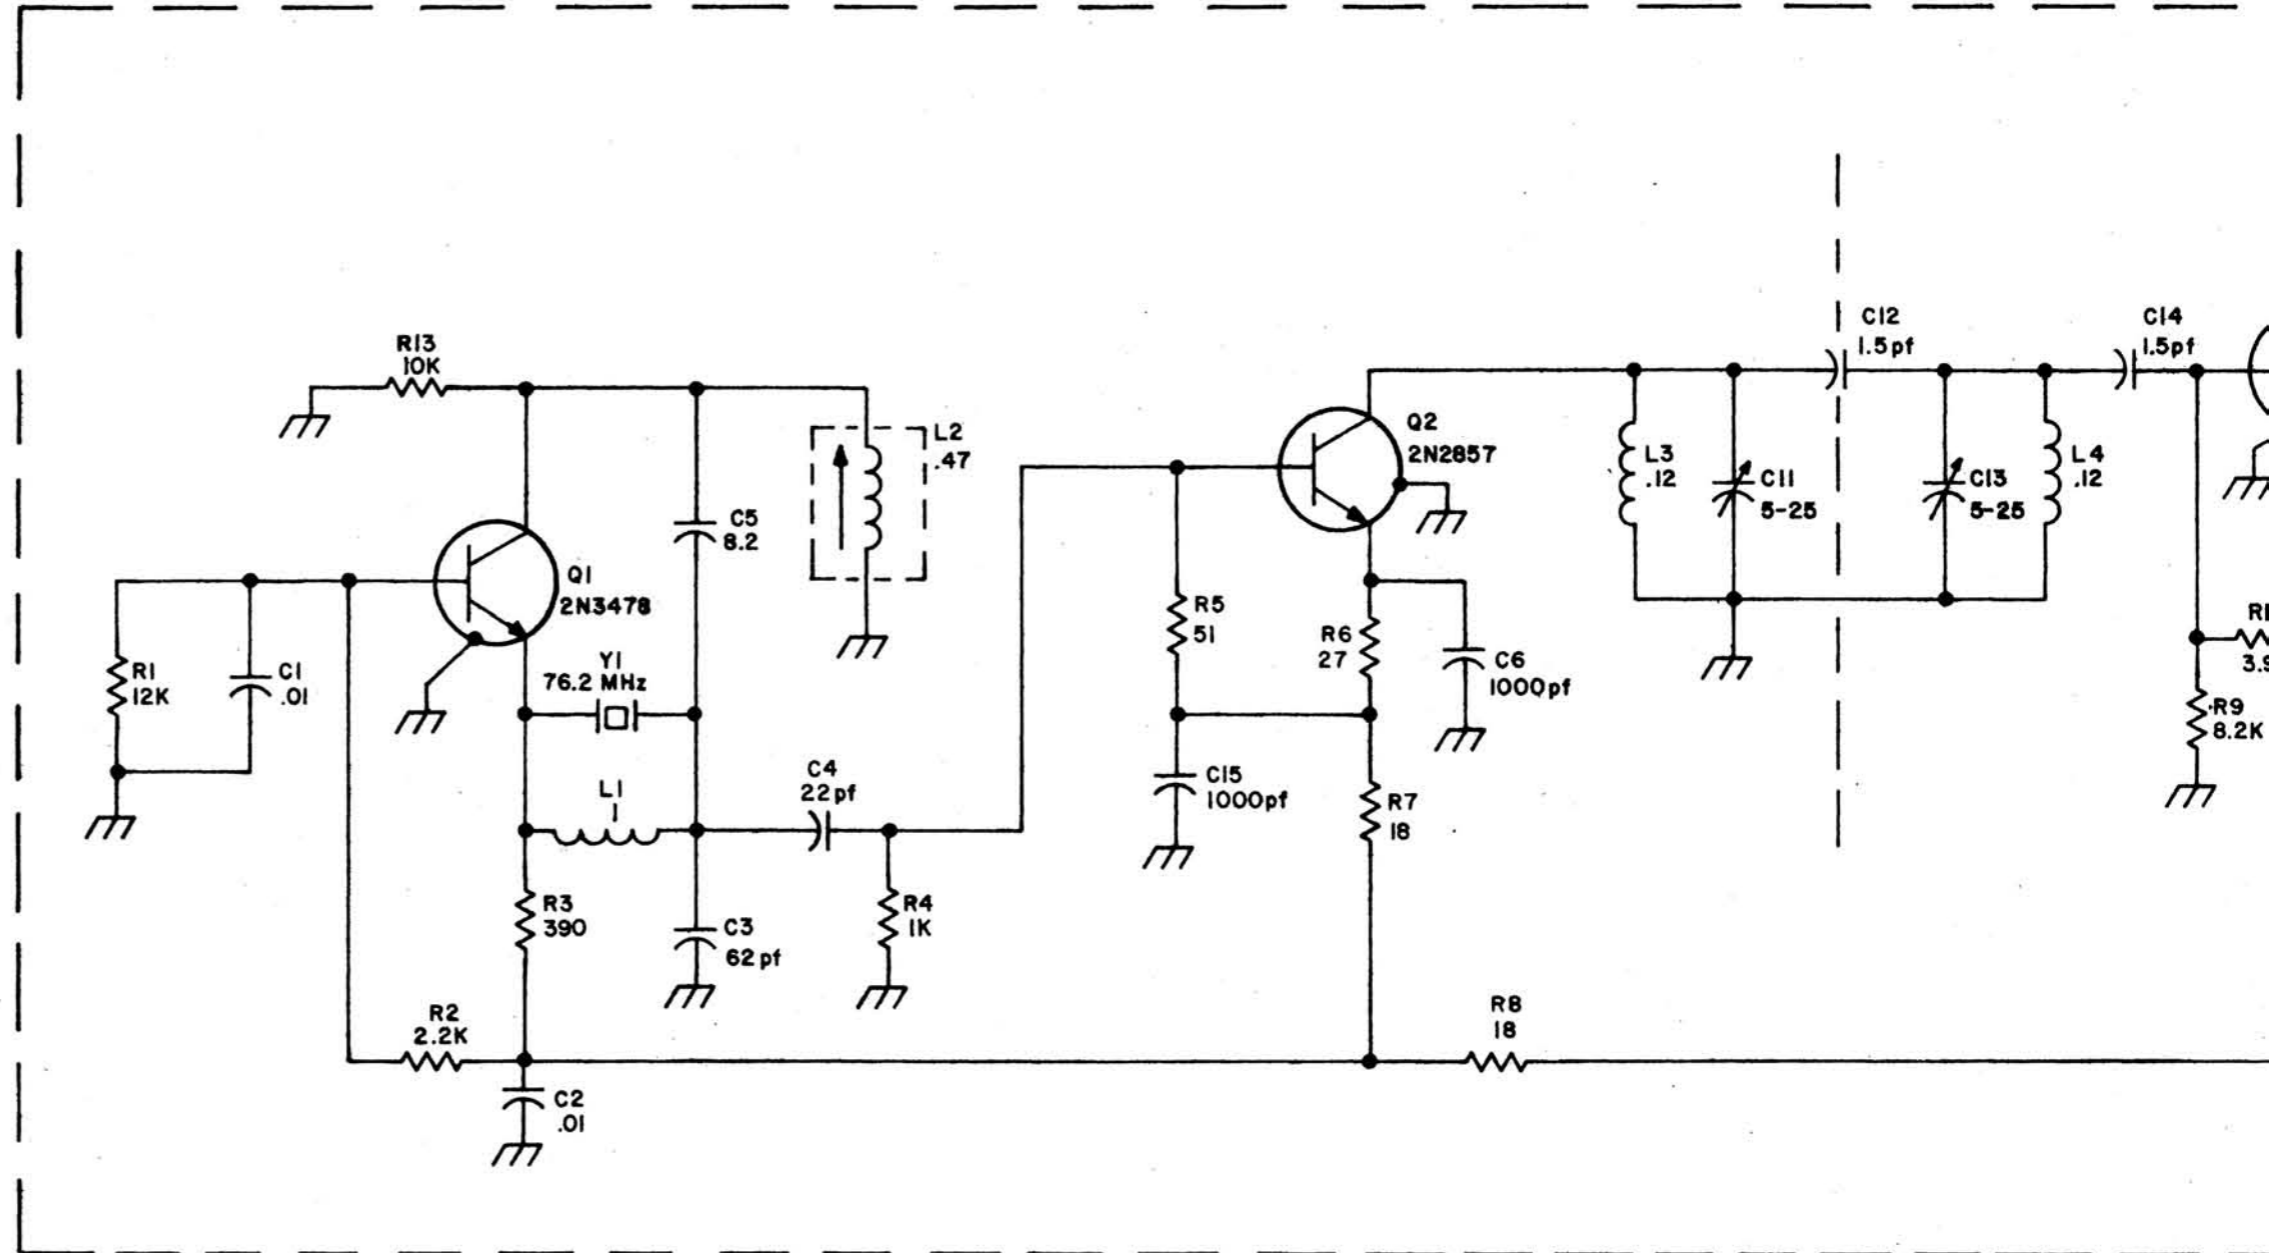 C12
1.5pf
C14
1.5pf
R13
10K
Q2
2N2857
L2
.47
L3
.12
C11
5-25
C13
5-25
L4
.12
C5
8.2
Q1
2N3478
R5
51
R6
27
C6
1000pf
R1
12K
C1
.01
Y1
76.2 MHz
R9
8.2K
C4
22pf
L1
C15
1000pf
R7
18
R3
390
C3
62pf
R4
1K
R2
2.2K
R8
18
C2
.01